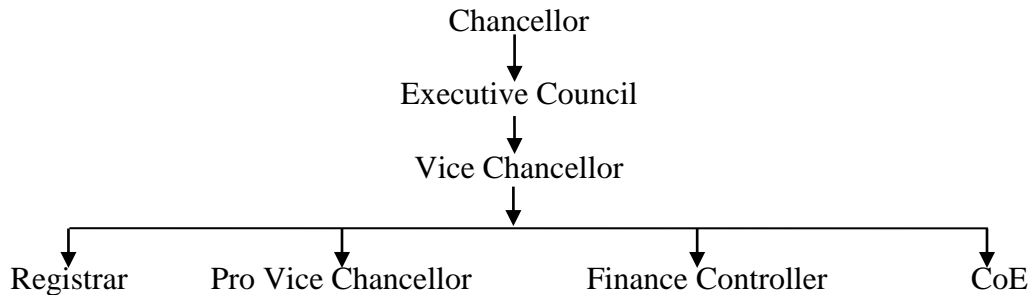 Chancellor
Executive Council
Vice Chancellor
Registrar Pro Vice Chancellor Finance Controller CoE